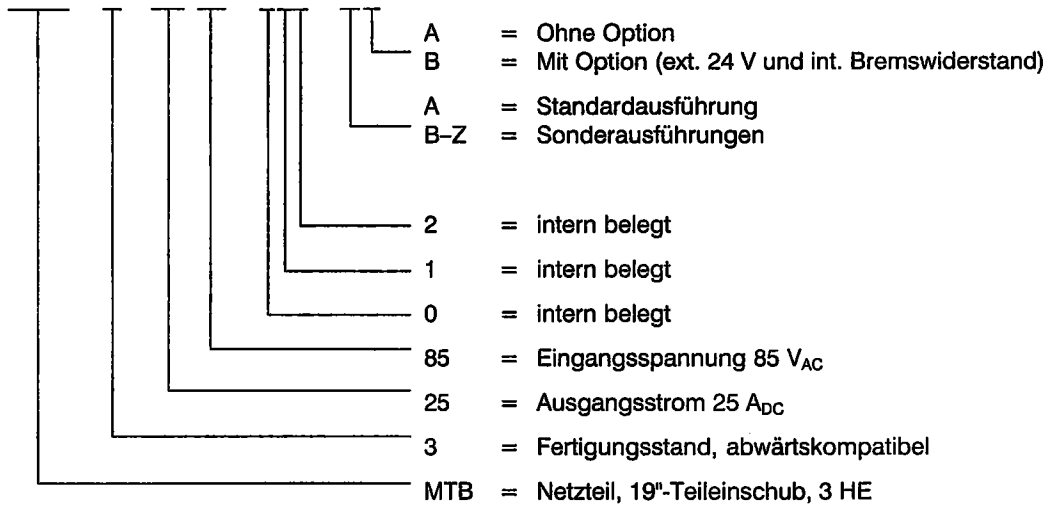 A = Ohne Option
B = Mit Option (ext. 24 V und int. Bremswiderstand)
A = Standardausführung
B–Z = Sonderausführungen
2 = intern belegt
1 = intern belegt
0 = intern belegt
85 = Eingangsspannung 85 VAC
25 = Ausgangsstrom 25 ADC
3 = Fertigungsstand, abwärtskompatibel
MTB = Netzteil, 19"-Teileinschub, 3 HE